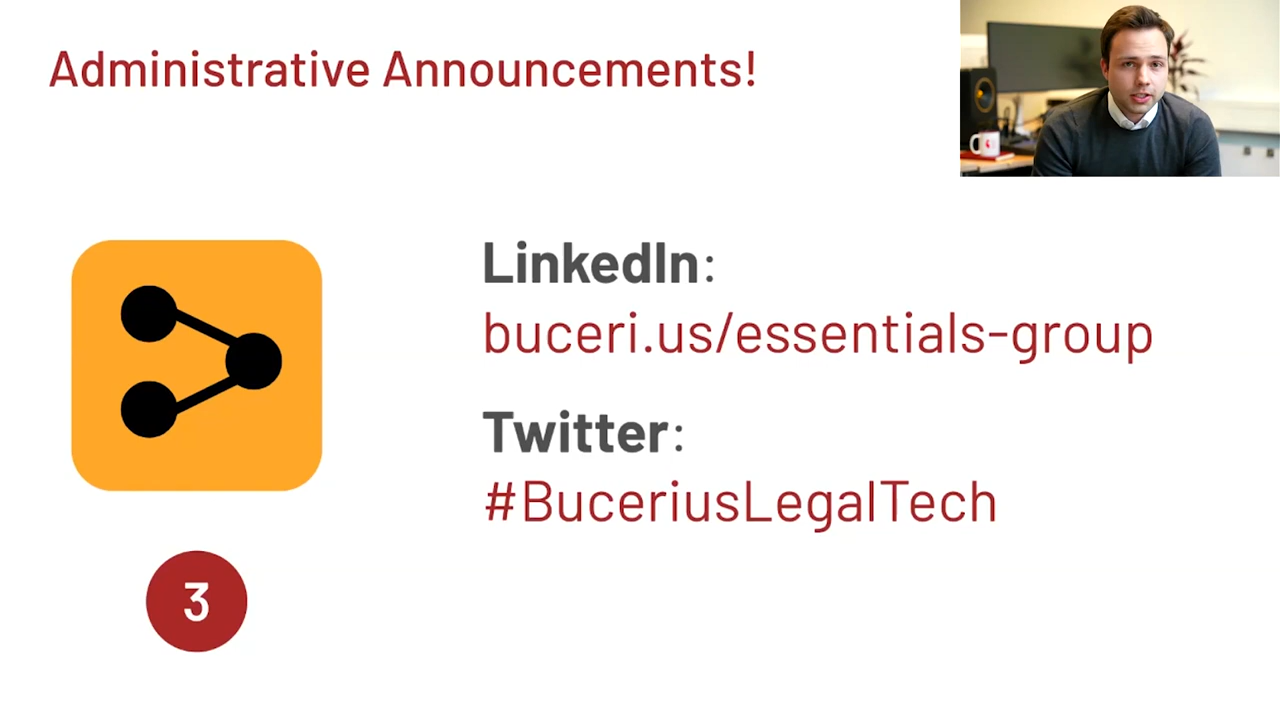 Administrative Announcements!
LinkedIn:
buceri.us/essentials-group
Twitter:
#BuceriusLegalTech
3